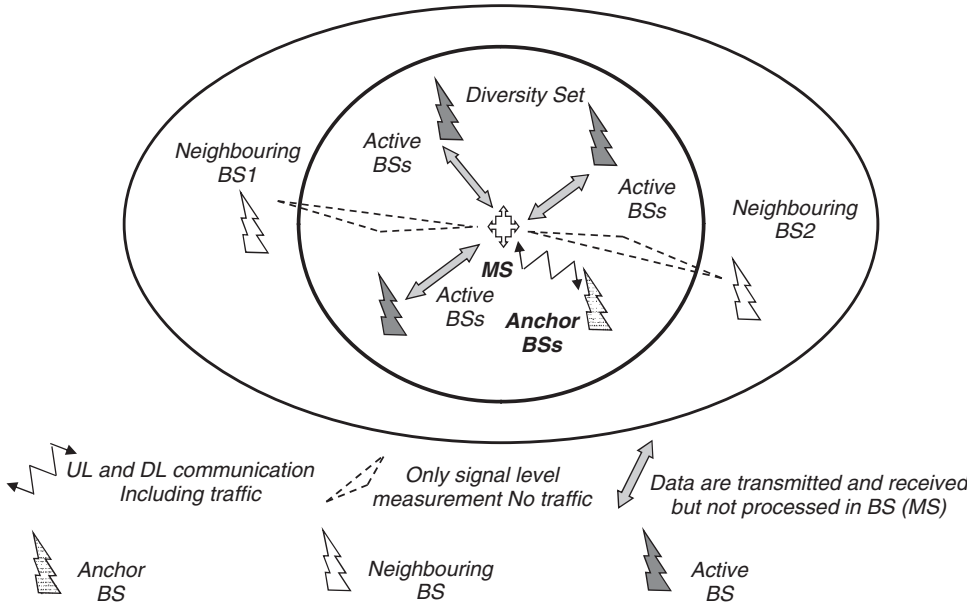 Diversity Set
Active
BSs
Neighbouring
BS1
Active
BSs
Neighbouring
BS2
MS
Active
BSs
Anchor
BSs
UL and DL communication
Including traffic
Only signal level
measurement No traffic
Data are transmitted and received
but not processed in BS (MS)
Anchor
BS
Neighbouring
BS
Active
BS